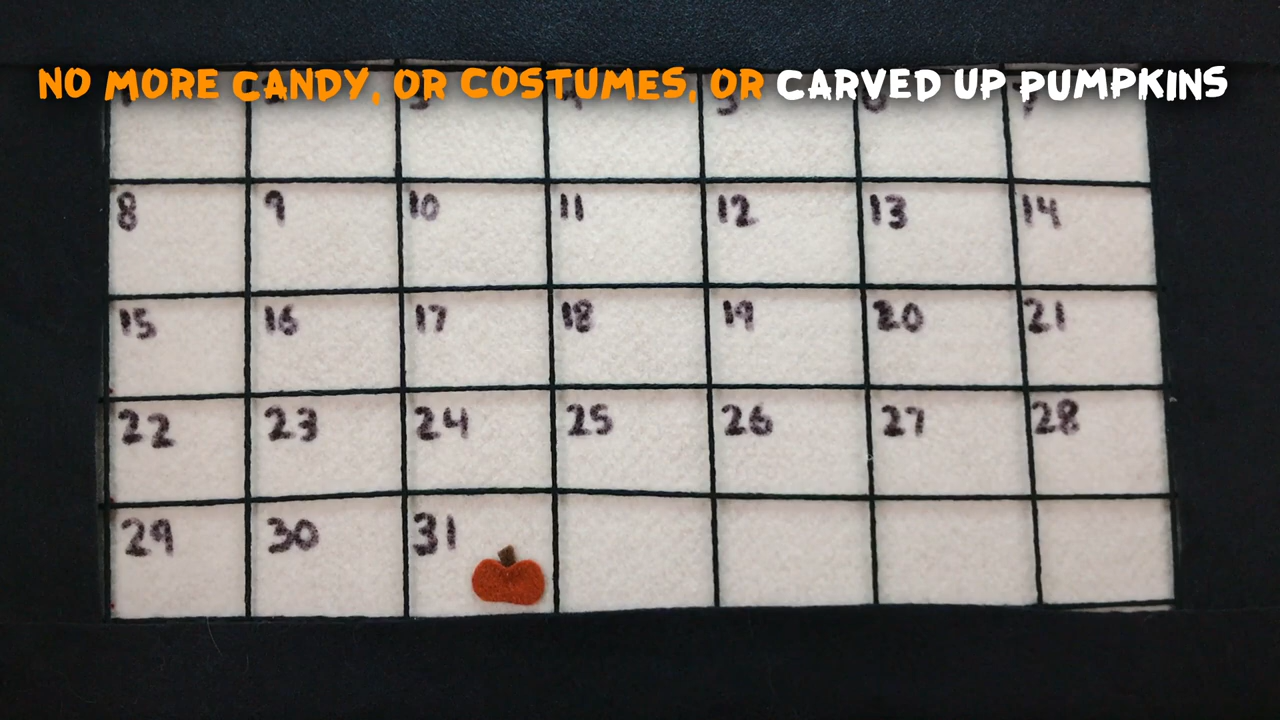 NO MORE CANDY, OR COSTUMES, OR CARVED UP PUMPKINS
8 9 10 11 12 13 14
15 16 17 18 19 20 21
22 23 24 25 26 27 28
29 30 31